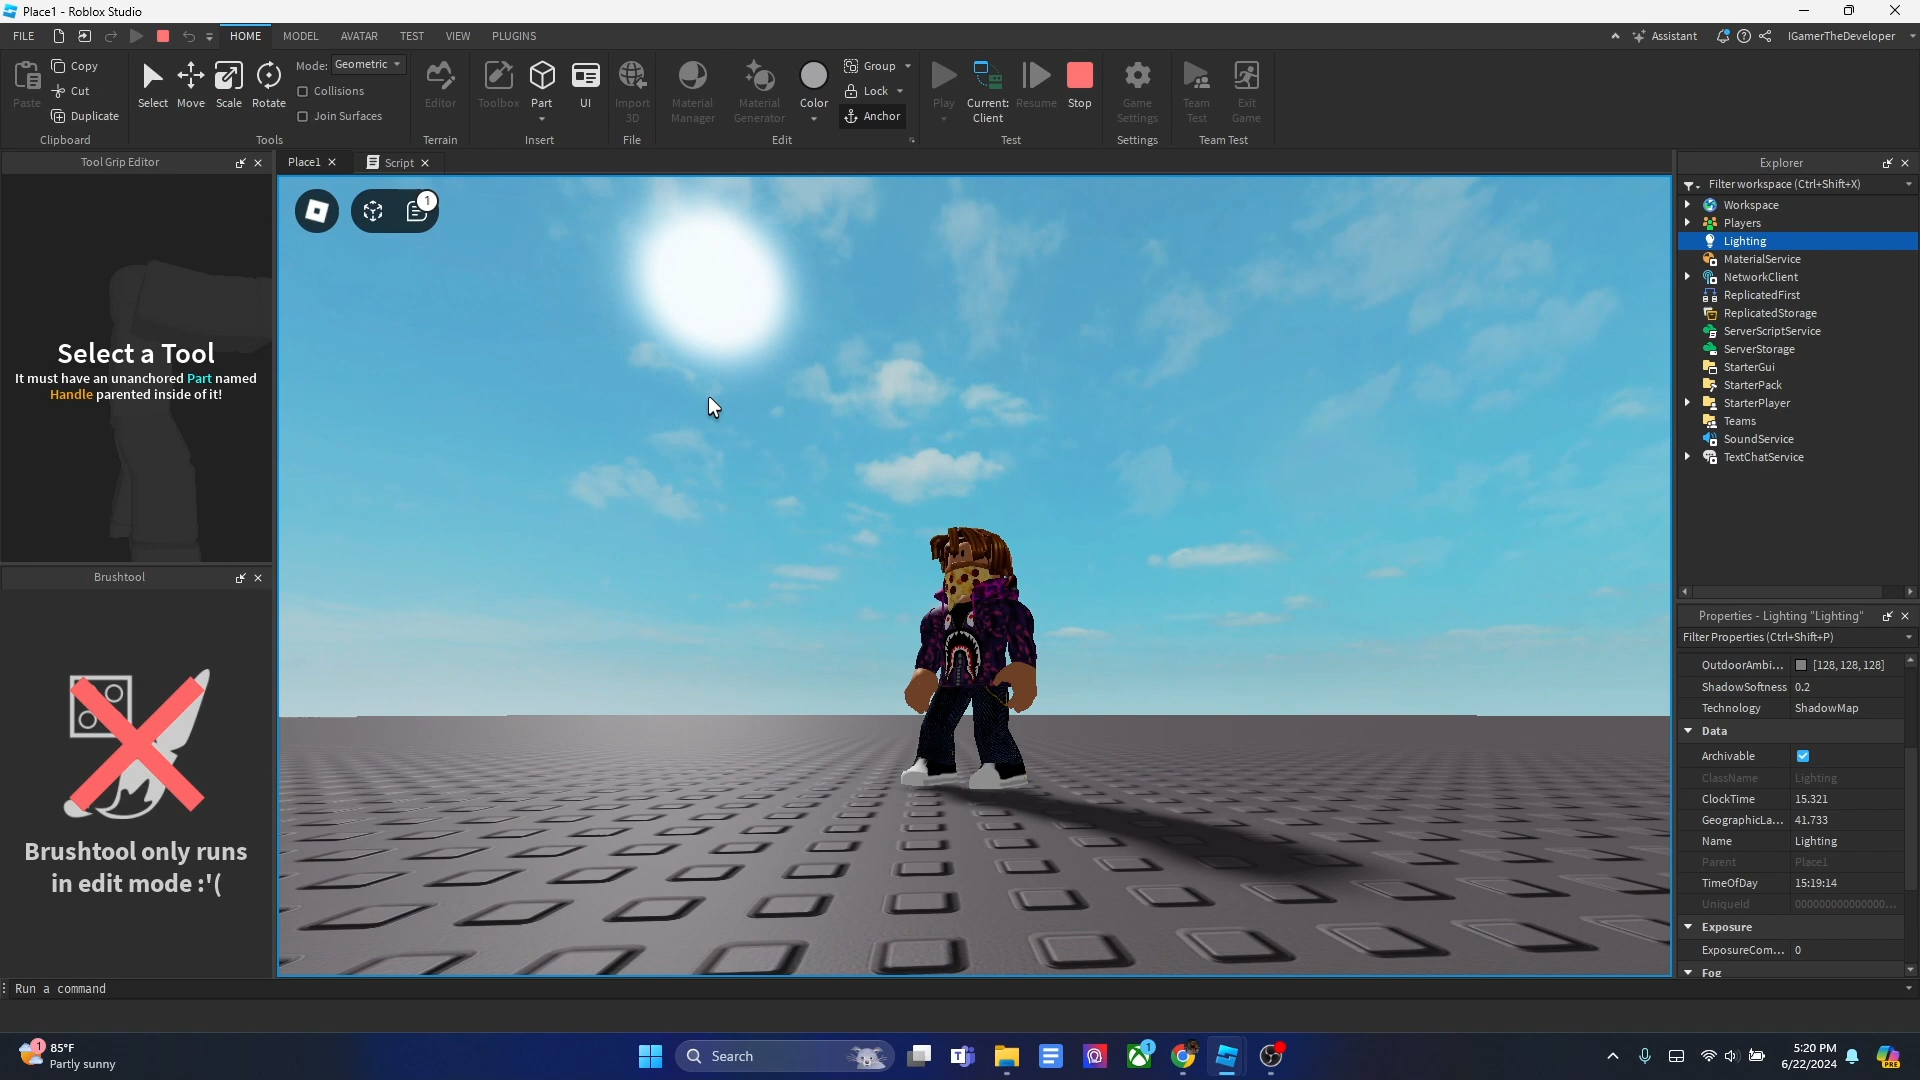 Place1 - Roblox Studio
FILE
HOME
MODEL
AVATAR
TEST
VIEW
PLUGINS
Assistant
IGamerTheDeveloper
Paste
Copy
Cut
Duplicate
Clipboard
Select
Move
Scale
Rotate
Mode:
Geometric
Collisions
Join Surfaces
Tools
Editor
Terrain
Toolbox
Part
UI
Insert
Import
3D
File
Material
Manager
Material
Generator
Color
Group
Lock
Anchor
Edit
Play
Current:
Client
Resume
Stop
Test
Game
Settings
Settings
Team
Test
Exit
Game
Team Test
Tool Grip Editor
Place1
Script
Explorer
Select a Tool
It must have an unanchored Part named
Handle parented inside of it!
Brushtool
Brushtool only runs
in edit mode :'(
1
Filter workspace (Ctrl+Shift+X)
Workspace
Players
Lighting
MaterialService
NetworkClient
ReplicatedFirst
ReplicatedStorage
ServerScriptService
ServerStorage
StarterGui
StarterPack
StarterPlayer
Teams
SoundService
TextChatService
Properties - Lighting "Lighting"
Filter Properties (Ctrl+Shift+P)
OutdoorAmbi... [128, 128, 128]
ShadowSoftness 0.2
Technology ShadowMap
Data
Archivable
ClassName Lighting
ClockTime 15.321
GeographicLa... 41.733
Name Lighting
Parent Place1
TimeOfDay 15:19:14
UniqueId 000000000000000...
Exposure
ExposureCom... 0
Fog
Run a command
1
85°F
Partly sunny
Search
1
5:20 PM
6/22/2024
PRE